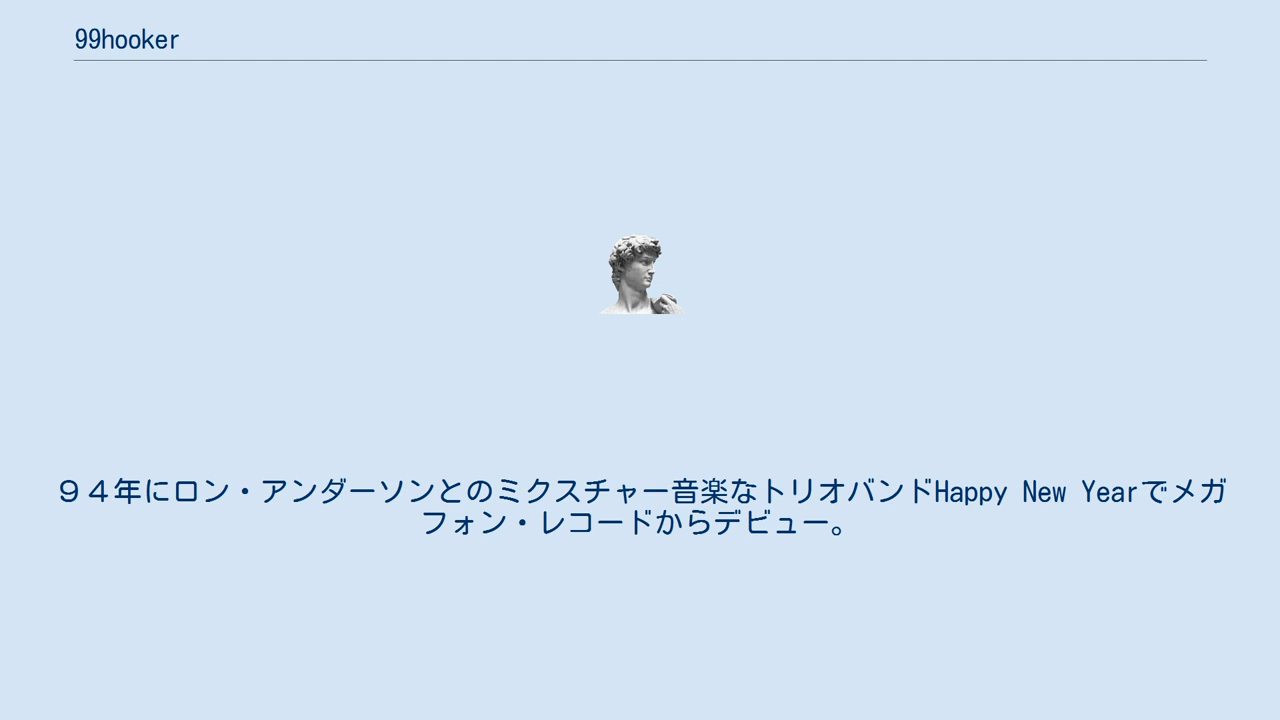 99hooker
９４年にロン・アンダーソンとのミクスチャー音楽なトリオバンドHappy New Yearでメガ
フォン・レコードからデビュー。